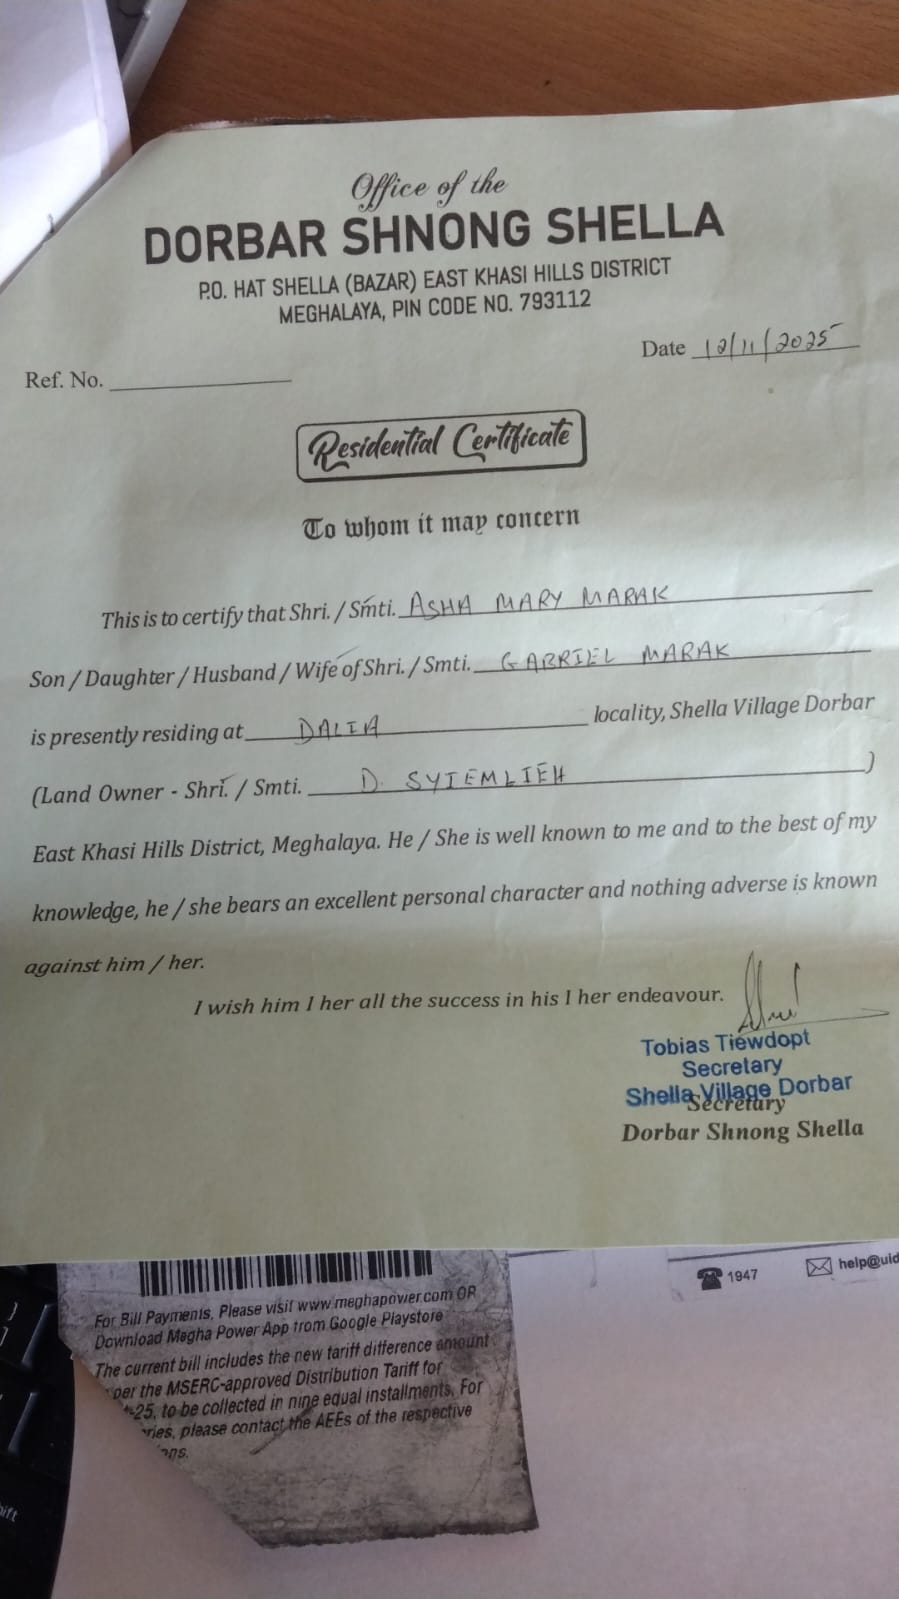 Office of the
DORBAR SHNONG SHELLA
P.O. HAT SHELLA (BAZAR) EAST KHASI HILLS DISTRICT
MEGHALAYA, PIN CODE NO. 793112
Date 12/11/2025
Ref. No.
Residential Certificate
To whom it may concern
This is to certify that Shri. / Smti. ASHA MARY MARAK
Son / Daughter / Husband / Wife of Shri. / Smti. GABRIEL MARAK
is presently residing at DALIA locality, Shella Village Dorbar
(Land Owner - Shri. / Smti. D. SYIEMLIEH )
East Khasi Hills District, Meghalaya. He / She is well known to me and to the best of my
knowledge, he / she bears an excellent personal character and nothing adverse is known
against him / her.
I wish him I her all the success in his I her endeavour.
Tobias Tiewdopt
Secretary
Shella Village Dorbar
Secretary
Dorbar Shnong Shella
1947 help@uid
For Bill Payments, Please visit www.meghapower.com OR
Download Megha Power App from Google Playstore
The current bill includes the new tariff difference amount
per the MSERC-approved Distribution Tariff for
-25, to be collected in nine equal installments. For
ries, please contact the AEEs of the respective
ons.